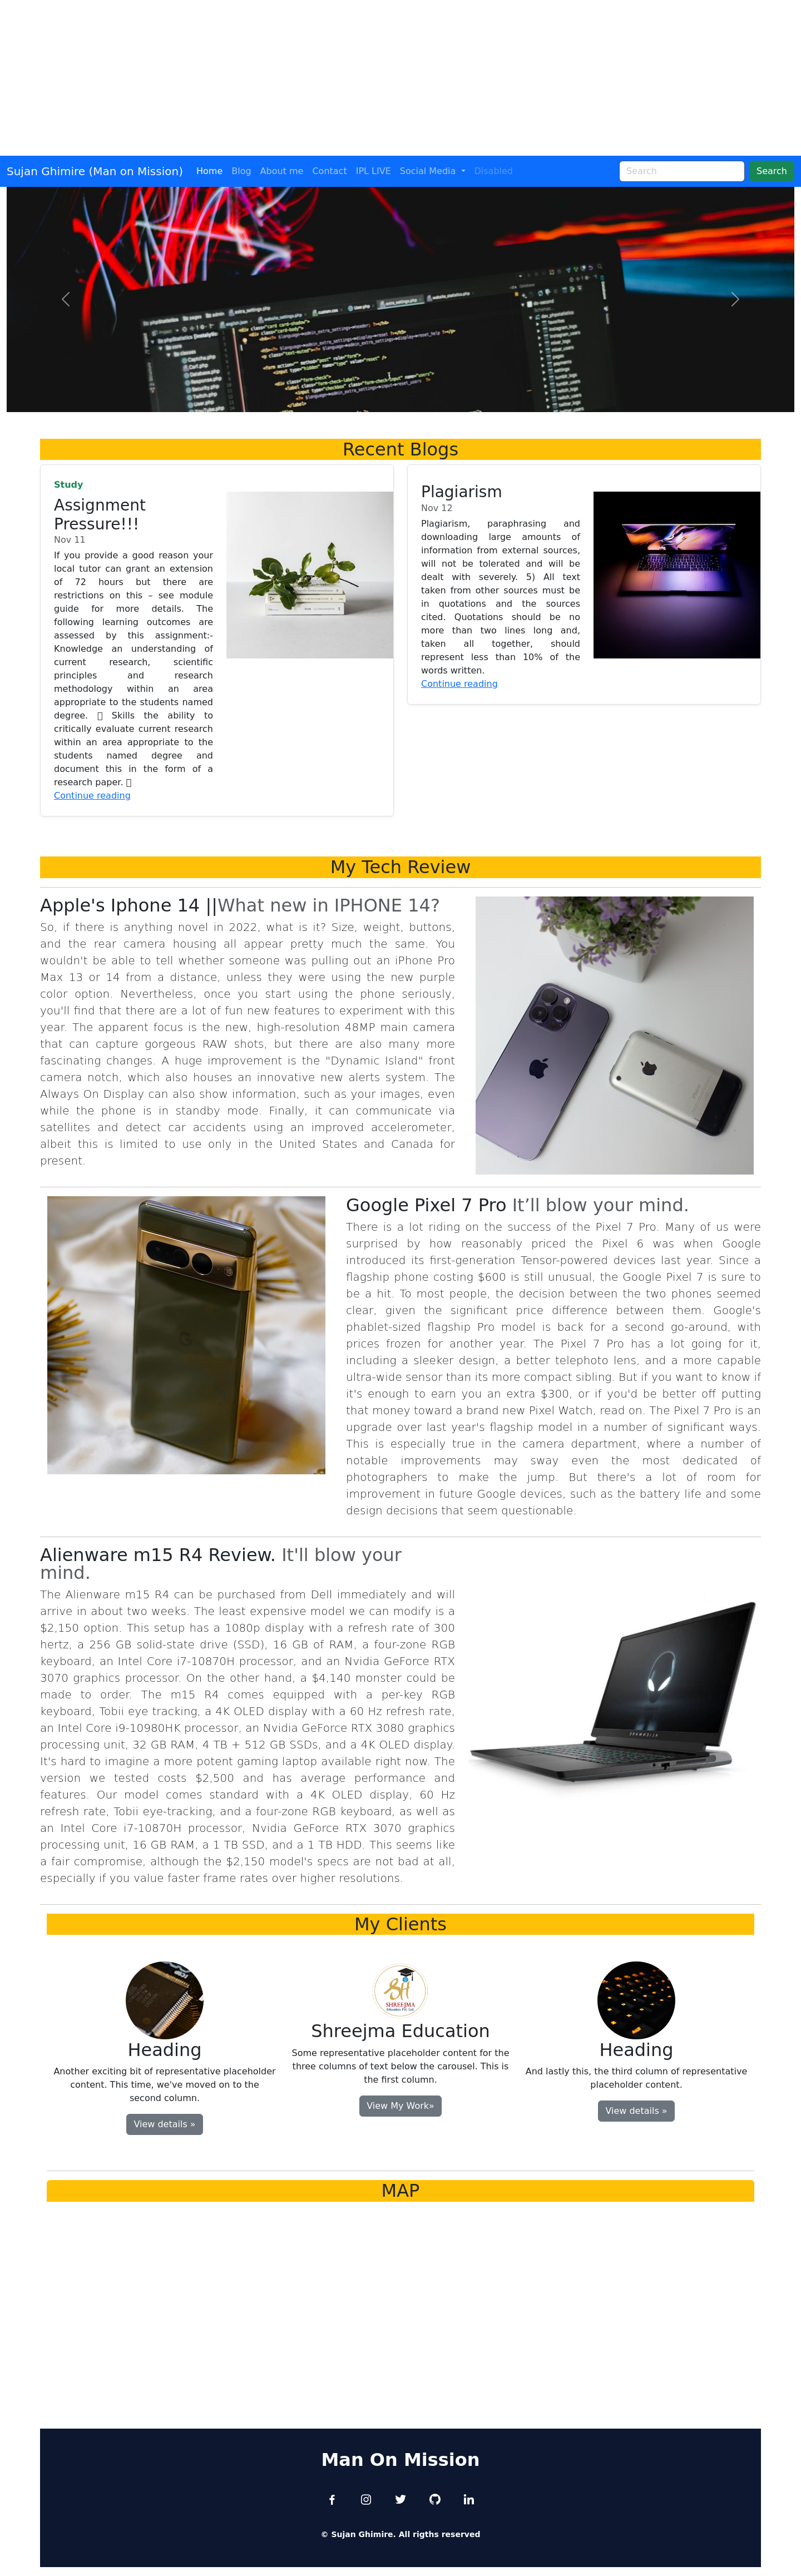 Sujan Ghimire (Man on Mission) Home Blog About me Contact IPL LIVE Social Media Disabled Search Search
Recent Blogs
Study
Assignment
Pressure!!!
Nov 11
If you provide a good reason your
local tutor can grant an extension
of 72 hours but there are
restrictions on this – see module
guide for more details. The
following learning outcomes are
assessed by this assignment:-
Knowledge an understanding of
current research, scientific
principles and research
methodology within an area
appropriate to the students named
degree. Skills the ability to
critically evaluate current research
within an area appropriate to the
students named degree and
document this in the form of a
research paper.
Continue reading
Plagiarism
Nov 12
Plagiarism, paraphrasing and
downloading large amounts of
information from external sources,
will not be tolerated and will be
dealt with severely. 5) All text
taken from other sources must be
in quotations and the sources
cited. Quotations should be no
more than two lines long and,
taken all together, should
represent less than 10% of the
words written.
Continue reading
My Tech Review
Apple's Iphone 14 ||What new in IPHONE 14?
So, if there is anything novel in 2022, what is it? Size, weight, buttons,
and the rear camera housing all appear pretty much the same. You
wouldn't be able to tell whether someone was pulling out an iPhone Pro
Max 13 or 14 from a distance, unless they were using the new purple
color option. Nevertheless, once you start using the phone seriously,
you'll find that there are a lot of fun new features to experiment with this
year. The apparent focus is the new, high-resolution 48MP main camera
that can capture gorgeous RAW shots, but there are also many more
fascinating changes. A huge improvement is the "Dynamic Island" front
camera notch, which also houses an innovative new alerts system. The
Always On Display can also show information, such as your images, even
while the phone is in standby mode. Finally, it can communicate via
satellites and detect car accidents using an improved accelerometer,
albeit this is limited to use only in the United States and Canada for
present.
Google Pixel 7 Pro It’ll blow your mind.
There is a lot riding on the success of the Pixel 7 Pro. Many of us were
surprised by how reasonably priced the Pixel 6 was when Google
introduced its first-generation Tensor-powered devices last year. Since a
flagship phone costing $600 is still unusual, the Google Pixel 7 is sure to
be a hit. To most people, the decision between the two phones seemed
clear, given the significant price difference between them. Google's
phablet-sized flagship Pro model is back for a second go-around, with
prices frozen for another year. The Pixel 7 Pro has a lot going for it,
including a sleeker design, a better telephoto lens, and a more capable
ultra-wide sensor than its more compact sibling. But if you want to know if
it's enough to earn you an extra $300, or if you'd be better off putting
that money toward a brand new Pixel Watch, read on. The Pixel 7 Pro is an
upgrade over last year's flagship model in a number of significant ways.
This is especially true in the camera department, where a number of
notable improvements may sway even the most dedicated of
photographers to make the jump. But there's a lot of room for
improvement in future Google devices, such as the battery life and some
design decisions that seem questionable.
Alienware m15 R4 Review. It'll blow your
mind.
The Alienware m15 R4 can be purchased from Dell immediately and will
arrive in about two weeks. The least expensive model we can modify is a
$2,150 option. This setup has a 1080p display with a refresh rate of 300
hertz, a 256 GB solid-state drive (SSD), 16 GB of RAM, a four-zone RGB
keyboard, an Intel Core i7-10870H processor, and an Nvidia GeForce RTX
3070 graphics processor. On the other hand, a $4,140 monster could be
made to order. The m15 R4 comes equipped with a per-key RGB
keyboard, Tobii eye tracking, a 4K OLED display with a 60 Hz refresh rate,
an Intel Core i9-10980HK processor, an Nvidia GeForce RTX 3080 graphics
processing unit, 32 GB RAM, 4 TB + 512 GB SSDs, and a 4K OLED display.
It's hard to imagine a more potent gaming laptop available right now. The
version we tested costs $2,500 and has average performance and
features. Our model comes standard with a 4K OLED display, 60 Hz
refresh rate, Tobii eye-tracking, and a four-zone RGB keyboard, as well as
an Intel Core i7-10870H processor, Nvidia GeForce RTX 3070 graphics
processing unit, 16 GB RAM, a 1 TB SSD, and a 1 TB HDD. This seems like
a fair compromise, although the $2,150 model's specs are not bad at all,
especially if you value faster frame rates over higher resolutions.
My Clients
Heading
Another exciting bit of representative placeholder
content. This time, we've moved on to the
second column.
View details »
SHREEJMA
Shreejma Education
Some representative placeholder content for the
three columns of text below the carousel. This is
the first column.
View My Work»
Heading
And lastly this, the third column of representative
placeholder content.
View details »
MAP
Man On Mission
© Sujan Ghimire. All rigths reserved